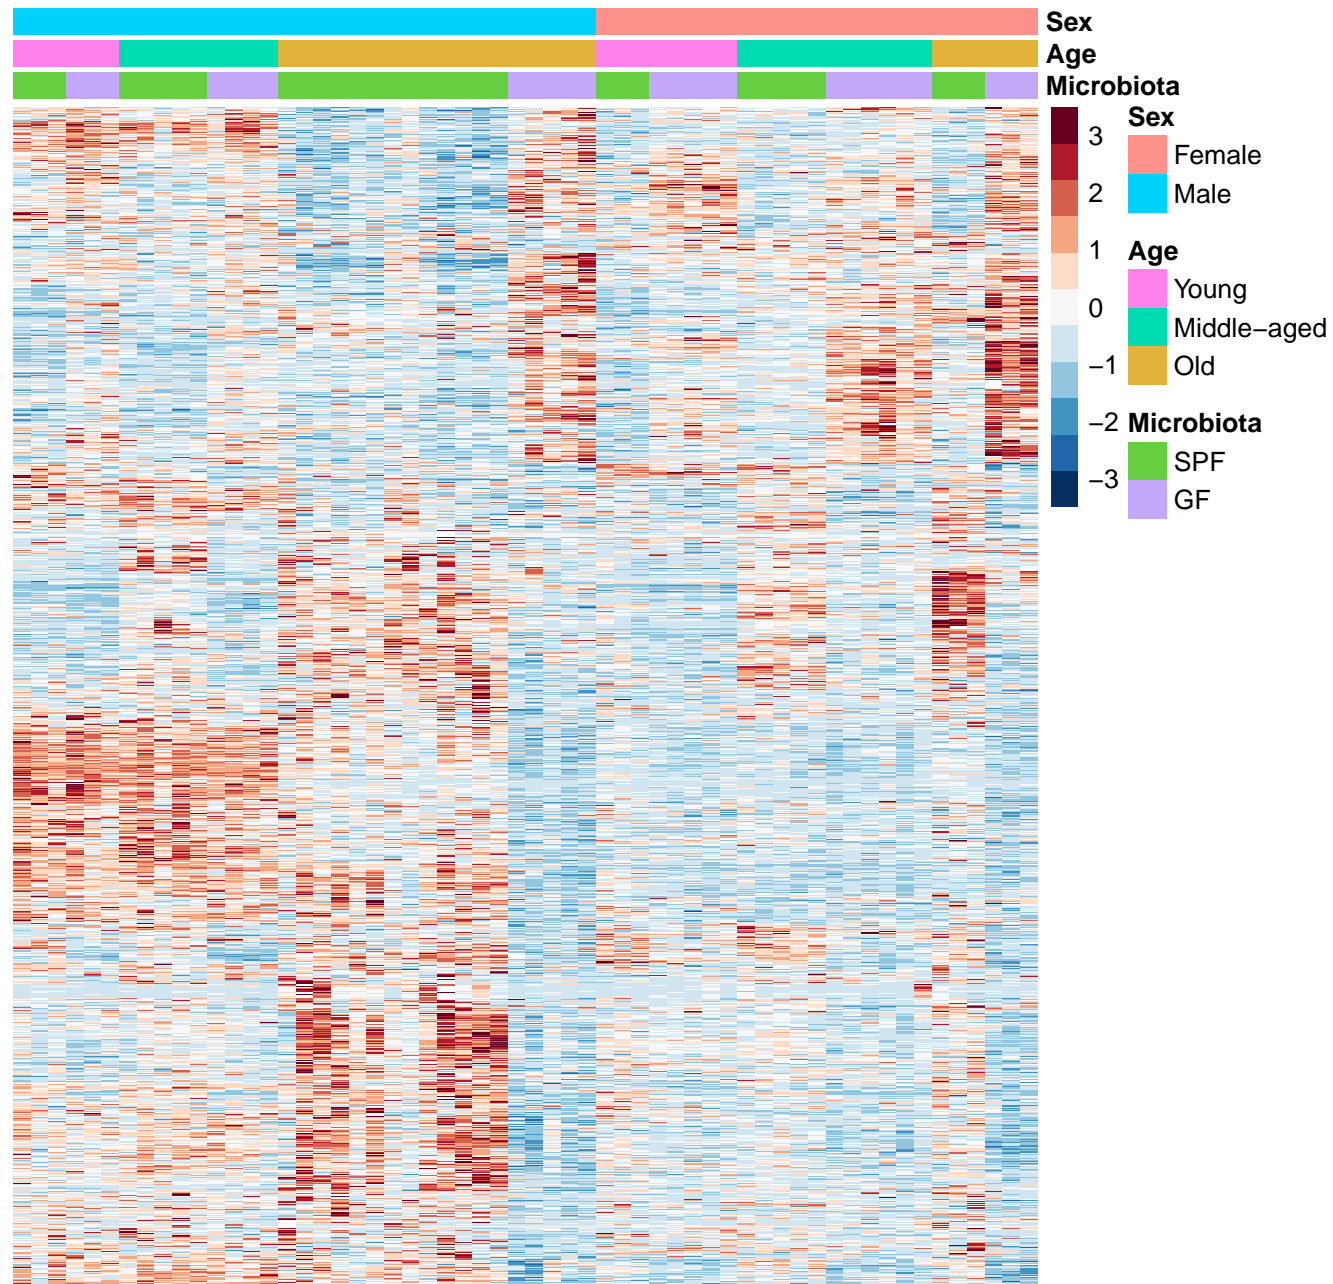 Sex
Age
Microbiota
3
2
1
0
−1
−2
−3
Sex
Female
Male
Age
Young
Middle−aged
Old
Microbiota
SPF
GF